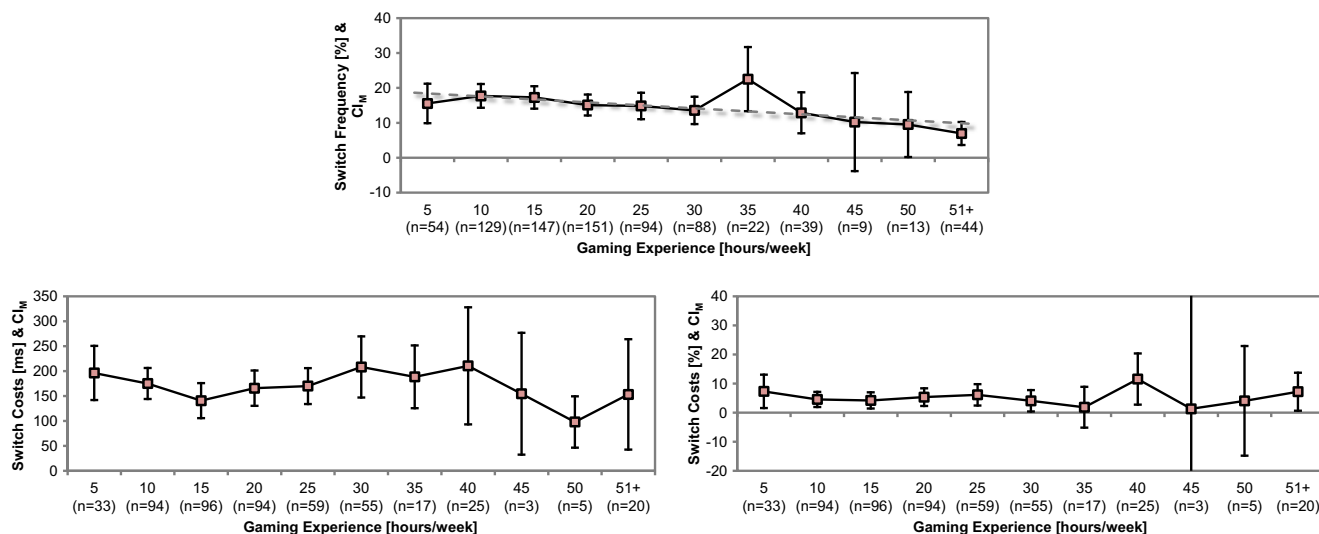 Switch Frequency [%] &
CI_M
40
30
20
10
0
-10
5 10 15 20 25 30 35 40 45 50 51+
(n=54) (n=129) (n=147) (n=151) (n=94) (n=88) (n=22) (n=39) (n=9) (n=13) (n=44)
Gaming Experience [hours/week]
Switch Costs [ms] & CI_M
350
300
250
200
150
100
50
0
5 10 15 20 25 30 35 40 45 50 51+
(n=33) (n=94) (n=96) (n=94) (n=59) (n=55) (n=17) (n=25) (n=3) (n=5) (n=20)
Gaming Experience [hours/week]
Switch Costs [%] & CI_M
40
30
20
10
0
-10
-20
5 10 15 20 25 30 35 40 45 50 51+
(n=33) (n=94) (n=96) (n=94) (n=59) (n=55) (n=17) (n=25) (n=3) (n=5) (n=20)
Gaming Experience [hours/week]